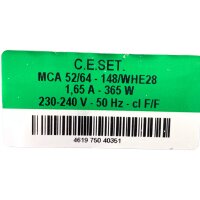 C.E.SET.
MCA 52/64 - 148/WHE28
1,65 A - 365 W
230-240 V - 50 Hz - cl F/F
4619 750 40351